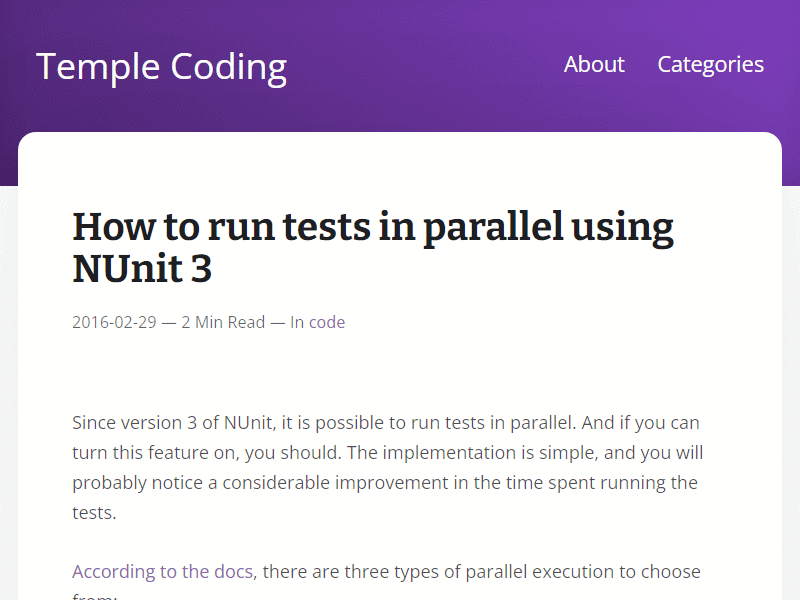 Temple Coding
About Categories
How to run tests in parallel using
NUnit 3
2016-02-29 — 2 Min Read — In code
Since version 3 of NUnit, it is possible to run tests in parallel. And if you can
turn this feature on, you should. The implementation is simple, and you will
probably notice a considerable improvement in the time spent running the
tests.
According to the docs, there are three types of parallel execution to choose
from: